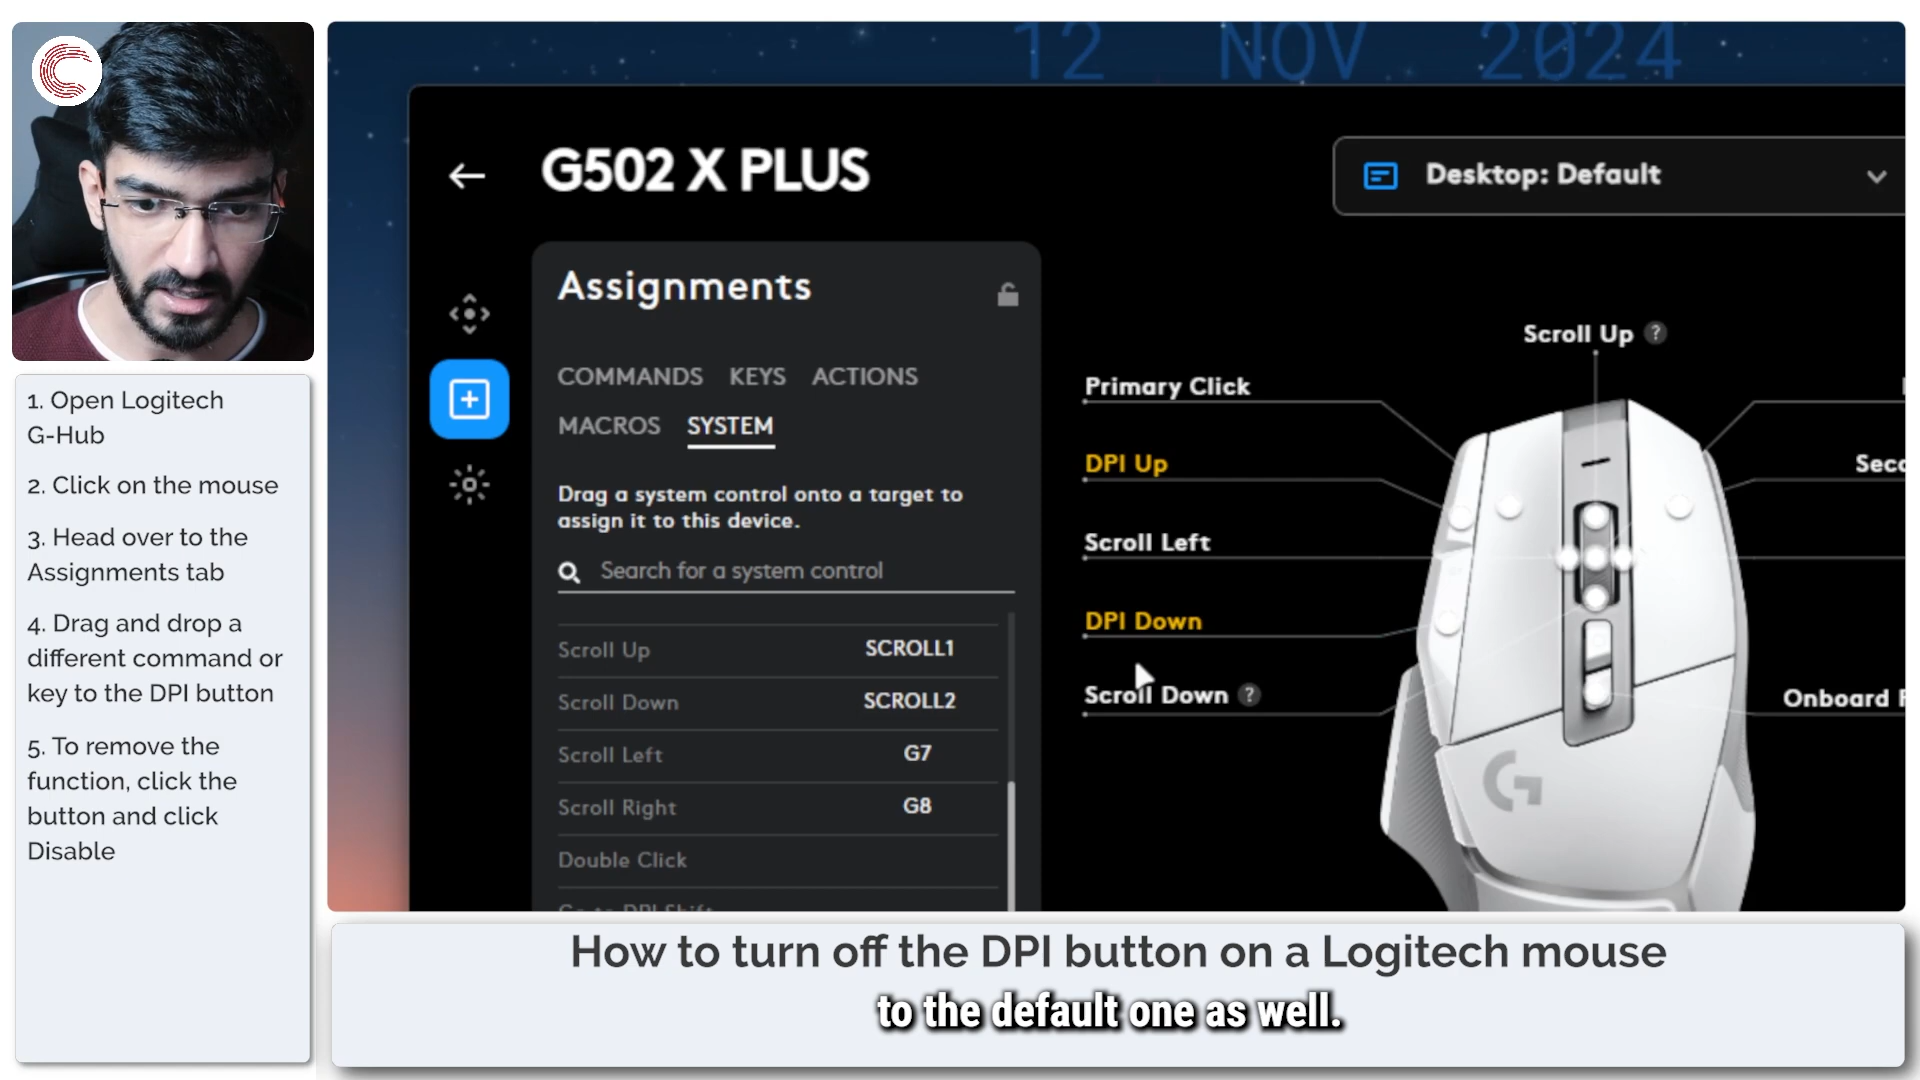 12 NOV 2024
G502 X PLUS
Desktop: Default
Assignments
COMMANDS KEYS ACTIONS
MACROS SYSTEM
Drag a system control onto a target to
assign it to this device.
Search for a system control
Scroll Up SCROLL1
Scroll Down SCROLL2
Scroll Left G7
Scroll Right G8
Double Click
Scroll Up ?
Primary Click
DPI Up
Scroll Left
DPI Down
Scroll Down ?
Onboard
1. Open Logitech
G-Hub
2. Click on the mouse
3. Head over to the
Assignments tab
4. Drag and drop a
different command or
key to the DPI button
5. To remove the
function, click the
button and click
Disable
How to turn off the DPI button on a Logitech mouse
to the default one as well.